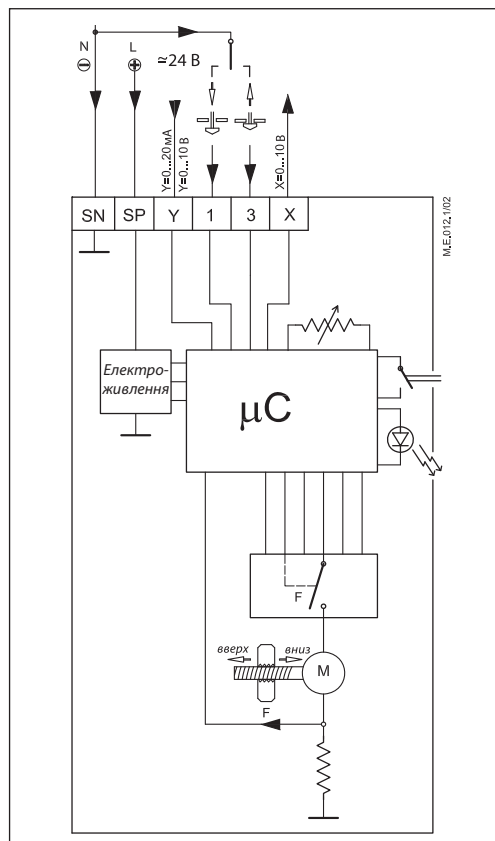 N
L
≃24 В
Y=0...20 мА
Y=0...10 В
X=0...10 В
SN SP Y 1 3 X
M.E.012.1/02
Електро-
живлення
µC
F
вверх вниз
M
F